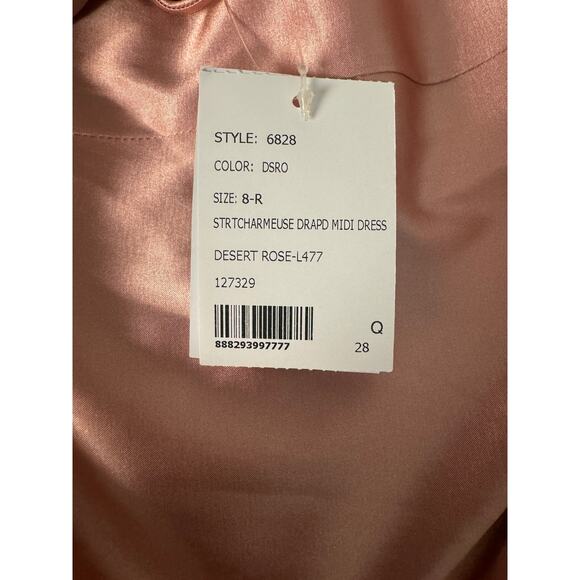 STYLE: 6828
COLOR: DSRO
SIZE: 8-R
STRTCHARMEUSE DRAPD MIDI DRESS
DESERT ROSE-L477
127329
Q
888293997777
28